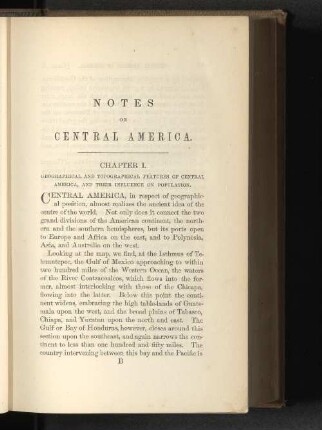 NOTES
ON
CENTRAL AMERICA.
CHAPTER I.
GEOGRAPHICAL AND TOPOGRAPHICAL FEATURES OF CENTRAL
AMERICA, AND THEIR INFLUENCE ON POPULATION.
CENTRAL AMERICA, in respect of geographic-
al position, almost realizes the ancient idea of the
centre of the world. Not only does it connect the two
grand divisions of the American continent, the north-
ern and the southern hemispheres, but its ports open
to Europe and Africa on the east, and to Polynesia,
Asia, and Australia on the west.
Looking at the map, we find, at the Isthmus of Te-
huantepec, the Gulf of Mexico approaching to within
two hundred miles of the Western Ocean, the waters
of the River Coatzacoalcos, which flows into the for-
mer, almost interlocking with those of the Chicapa,
flowing into the latter. Below this point the conti-
nent widens, embracing the high table-lands of Guate-
mala upon the west, and the broad plains of Tabasco,
Chiapa, and Yucatan upon the north and east. The
Gulf or Bay of Honduras, however, closes around this
section upon the southeast, and again narrows the con-
tinent to less than one hundred and fifty miles. The
country intervening between this bay and the Pacific is
B